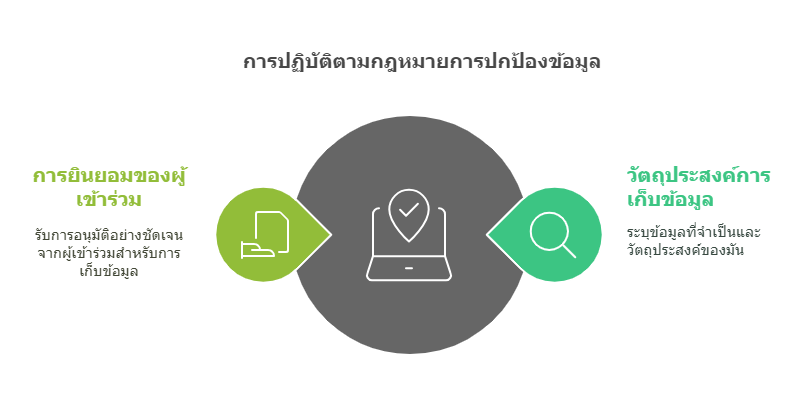 การปฏิบัติตามกฎหมายการปกป้องข้อมูล
การยินยอมของผู้
เข้าร่วม
รับการอนุมัติอย่างชัดเจน
จากผู้เข้าร่วมสำหรับการ
เก็บข้อมูล
วัตถุประสงค์การ
เก็บข้อมูล
ระบุข้อมูลที่จำเป็นและ
วัตถุประสงค์ของมัน